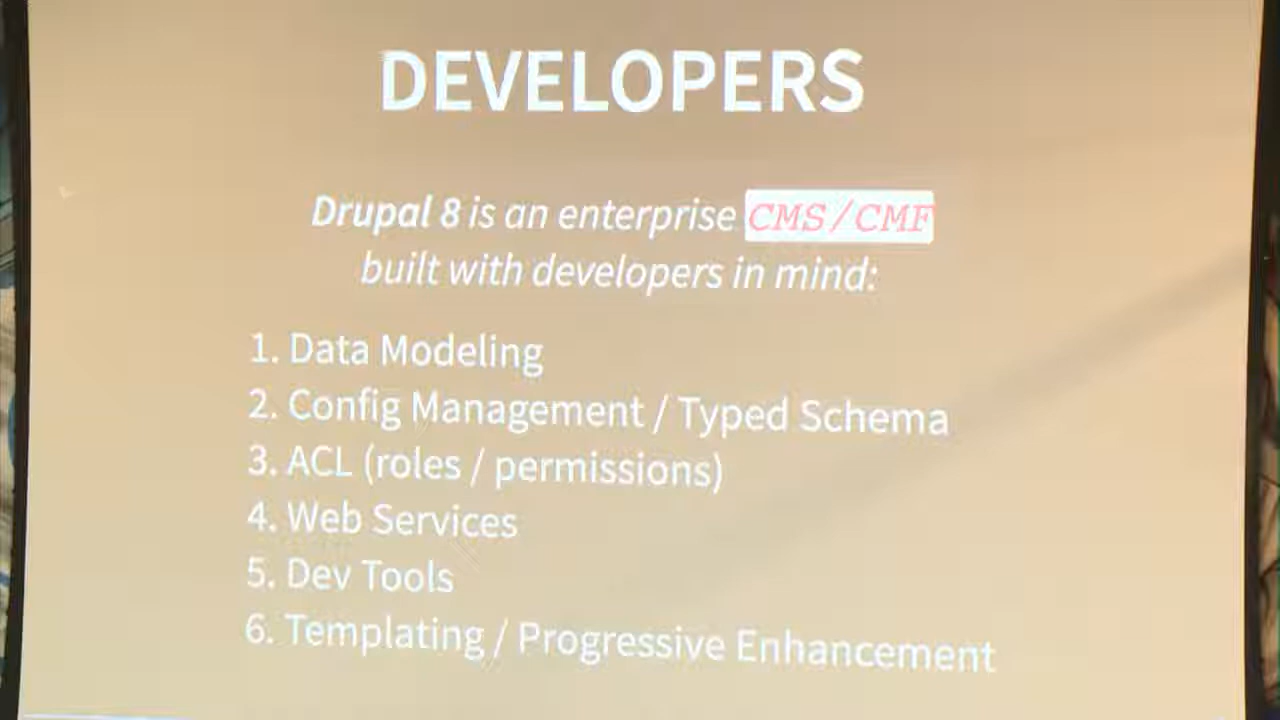 DEVELOPERS
Drupal 8 is an enterprise CMS/CMF
built with developers in mind:
1. Data Modeling
2. Config Management / Typed Schema
3. ACL (roles / permissions)
4. Web Services
5. Dev Tools
6. Templating / Progressive Enhancement